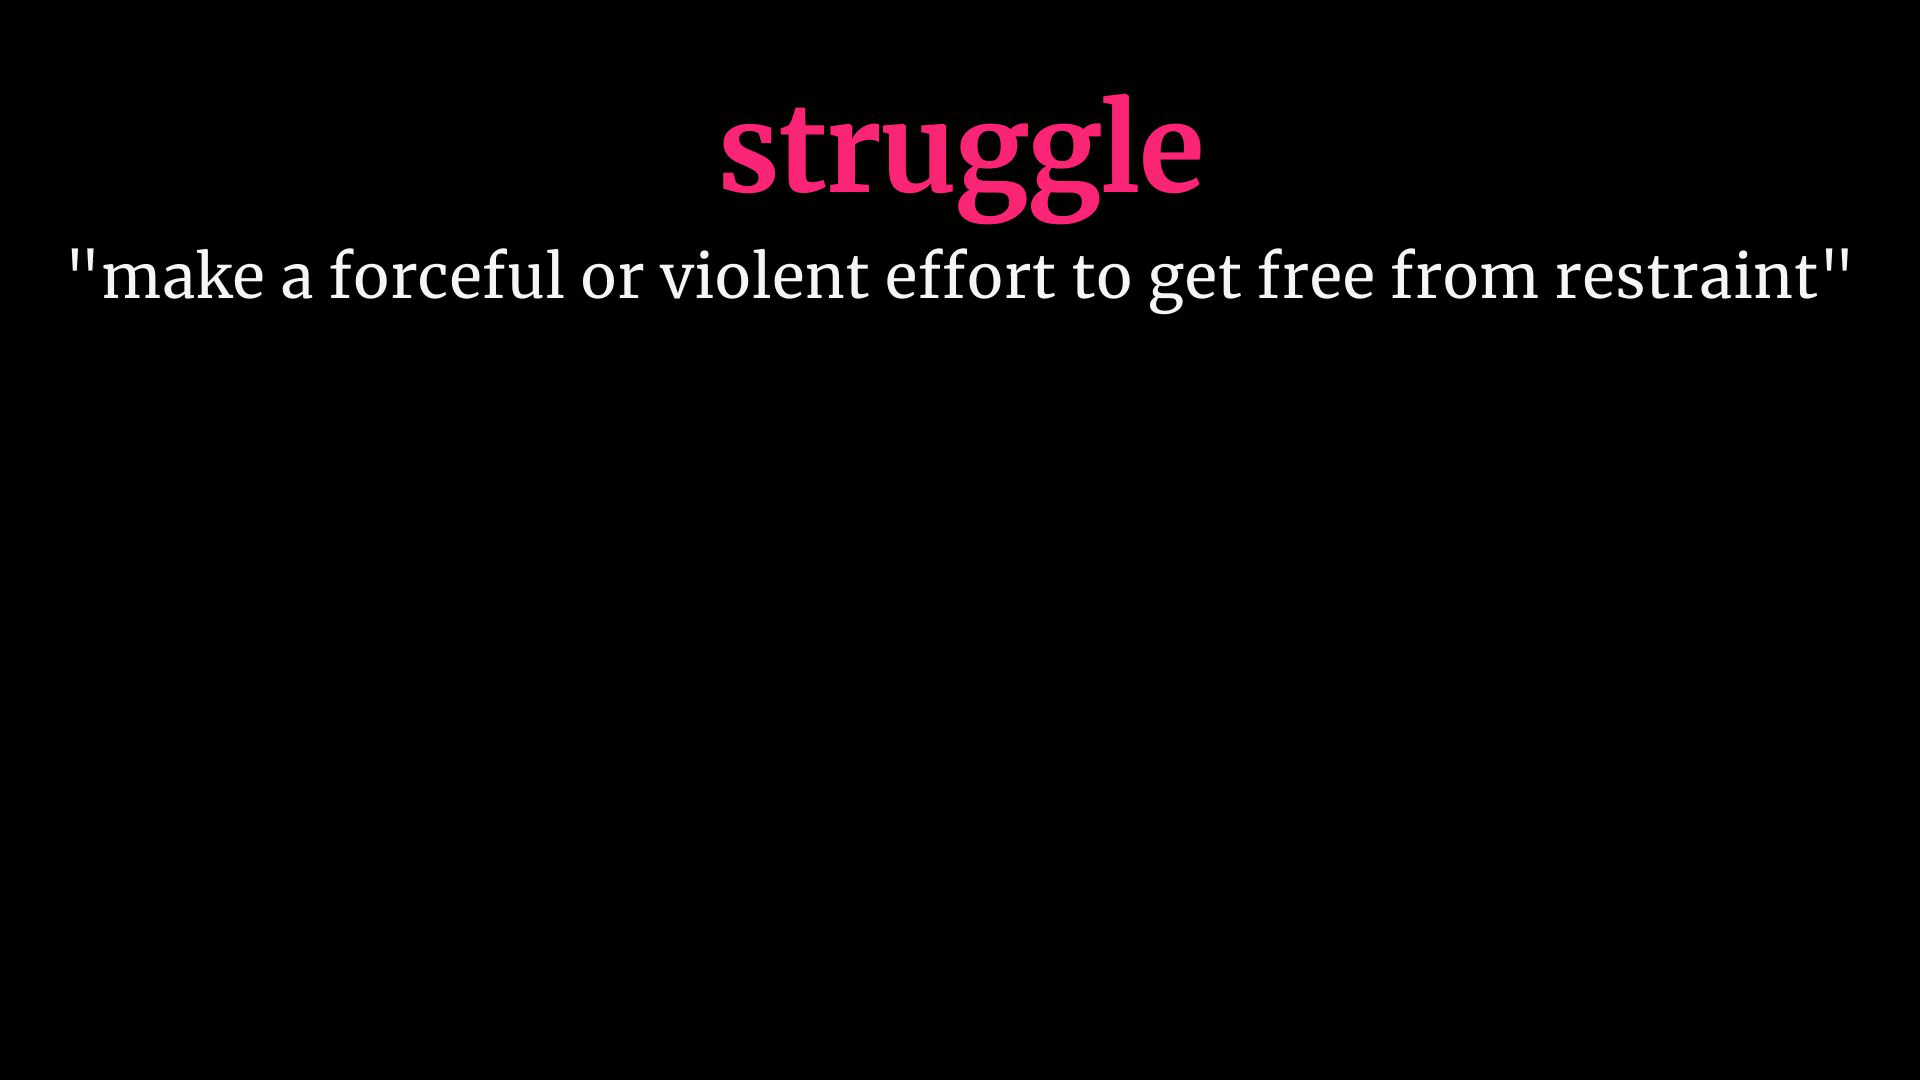 struggle
"make a forceful or violent effort to get free from restraint"